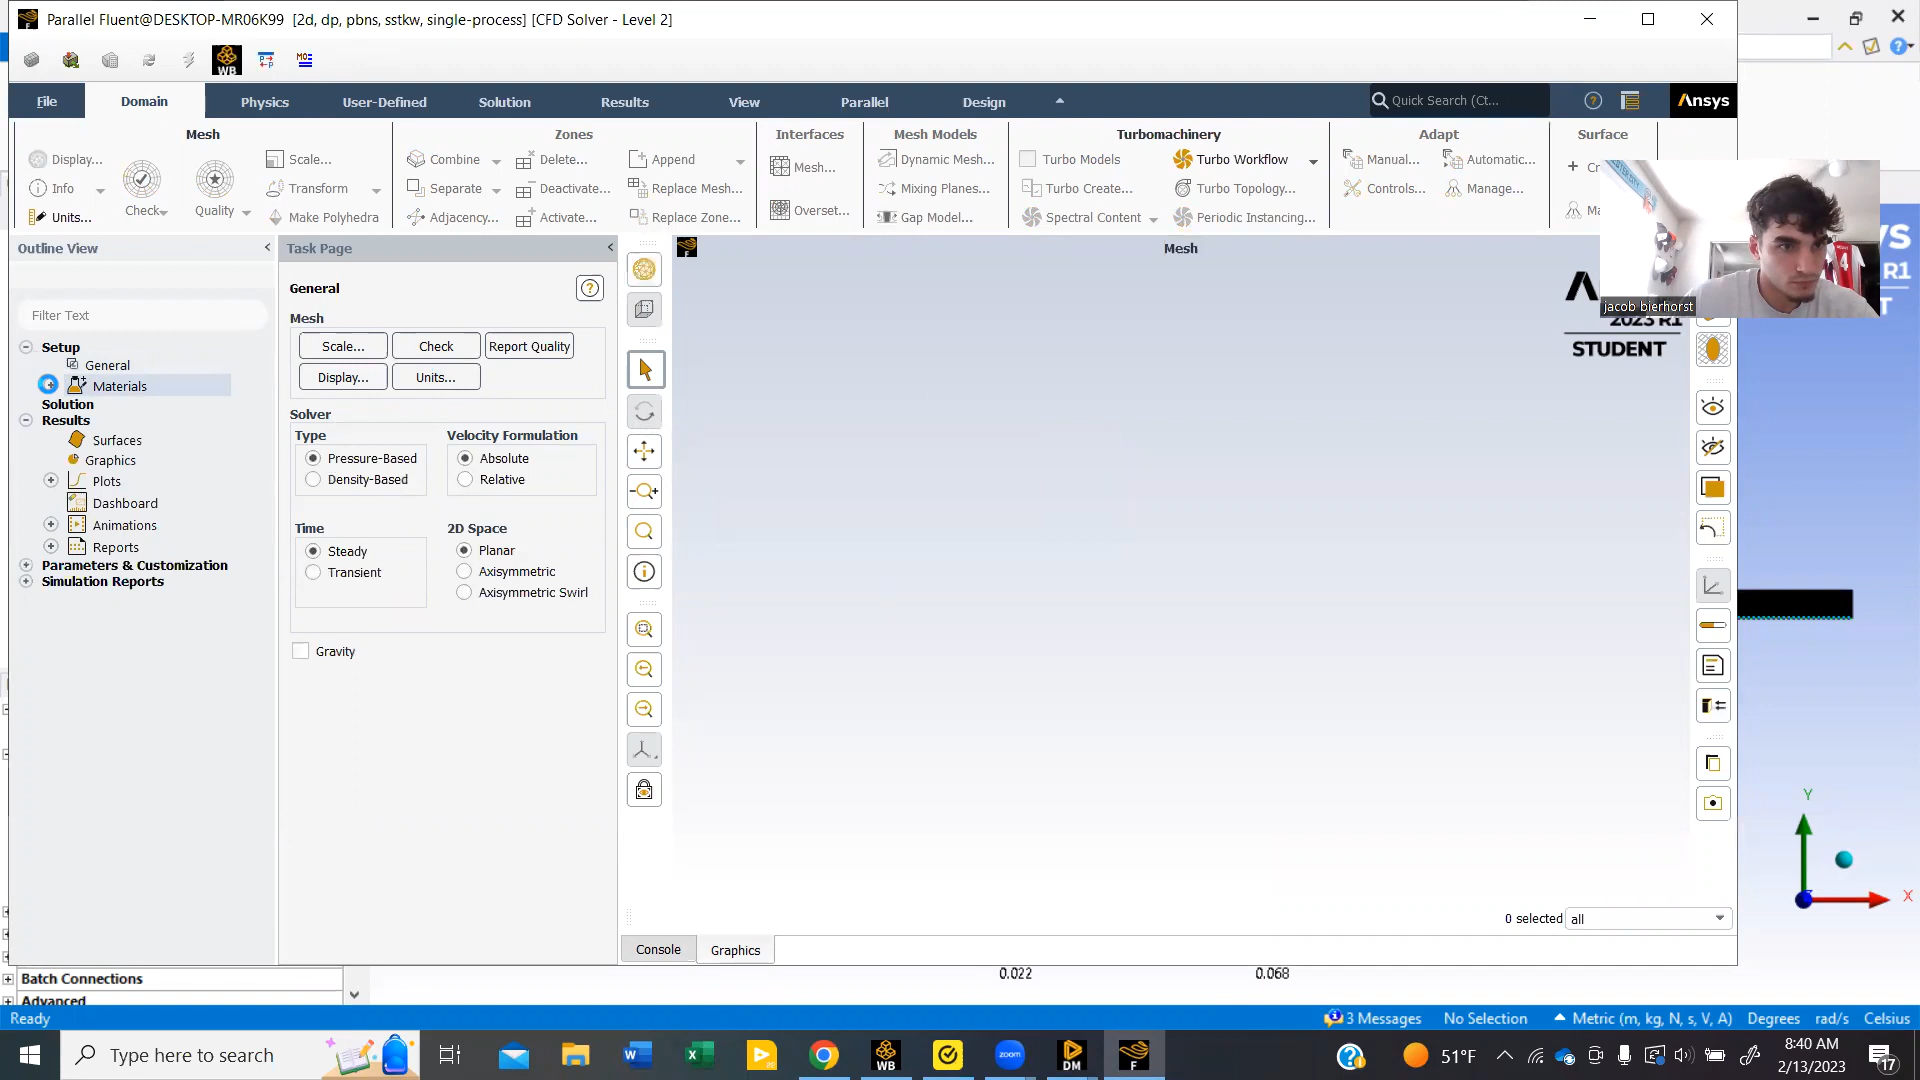 Parallel Fluent@DESKTOP-MR06K99 [2d, dp, pbns, sstkw, single-process] [CFD Solver - Level 2]
WB
File
Domain
Physics
User-Defined
Solution
Results
View
Parallel
Design
Quick Search (Ct...
Ansys
Mesh
Zones
Interfaces
Mesh Models
Turbomachinery
Adapt
Surface
Display...
Info
Units...
Check
Quality
Scale...
Transform
Make Polyhedra
Combine
Separate
Adjacency...
Delete...
Deactivate...
Activate...
Append
Replace Mesh...
Replace Zone...
Mesh...
Overset...
Dynamic Mesh...
Mixing Planes...
Gap Model...
Turbo Models
Turbo Create...
Spectral Content
Turbo Workflow
Turbo Topology...
Periodic Instancing...
Manual...
Controls...
Automatic...
Manage...
Outline View
Filter Text
Setup
General
Materials
Solution
Results
Surfaces
Graphics
Plots
Dashboard
Animations
Reports
Parameters & Customization
Simulation Reports
Task Page
General
Mesh
Scale...
Check
Report Quality
Display...
Units...
Solver
Type
Pressure-Based
Density-Based
Velocity Formulation
Absolute
Relative
Time
Steady
Transient
2D Space
Planar
Axisymmetric
Axisymmetric Swirl
Gravity
Mesh
2023 R1
STUDENT
jacob bierhorst
R1
0 selected
all
Console
Graphics
Y
X
0.022
0.068
Batch Connections
Advanced
Ready
3 Messages
No Selection
Metric (m, kg, N, s, V, A)
Degrees
rad/s
Celsius
Type here to search
WB
zoom
DM
F
51°F
8:40 AM
2/13/2023
17